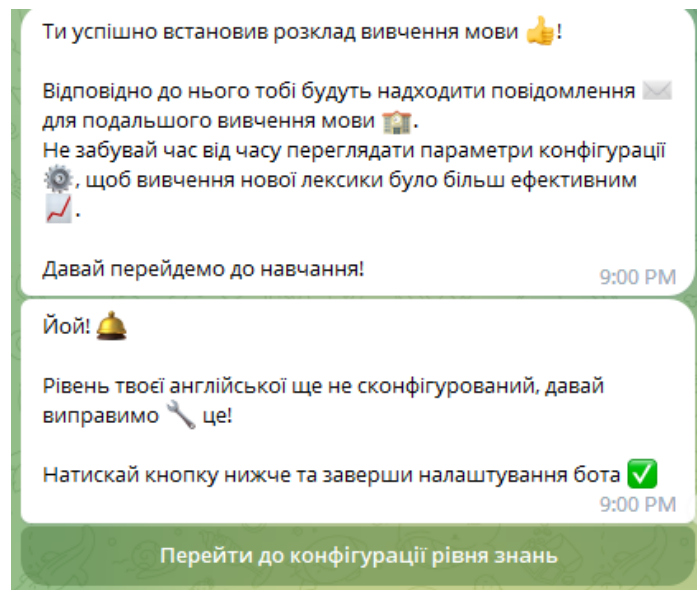 Ти успішно встановив розклад вивчення мови 👍!
Відповідно до нього тобі будуть надходити повідомлення ✉️
для подальшого вивчення мови 🏫.
Не забувай час від часу переглядати параметри конфігурації
⚙️, щоб вивчення нової лексики було більш ефективним
📈.
Давай перейдемо до навчання!
9:00 PM
Йой! 🛎️
Рівень твоєї англійської ще не сконфігурований, давай
виправимо 🔧 це!
Натискай кнопку нижче та заверши налаштування бота ✅
9:00 PM
Перейти до конфігурації рівня знань